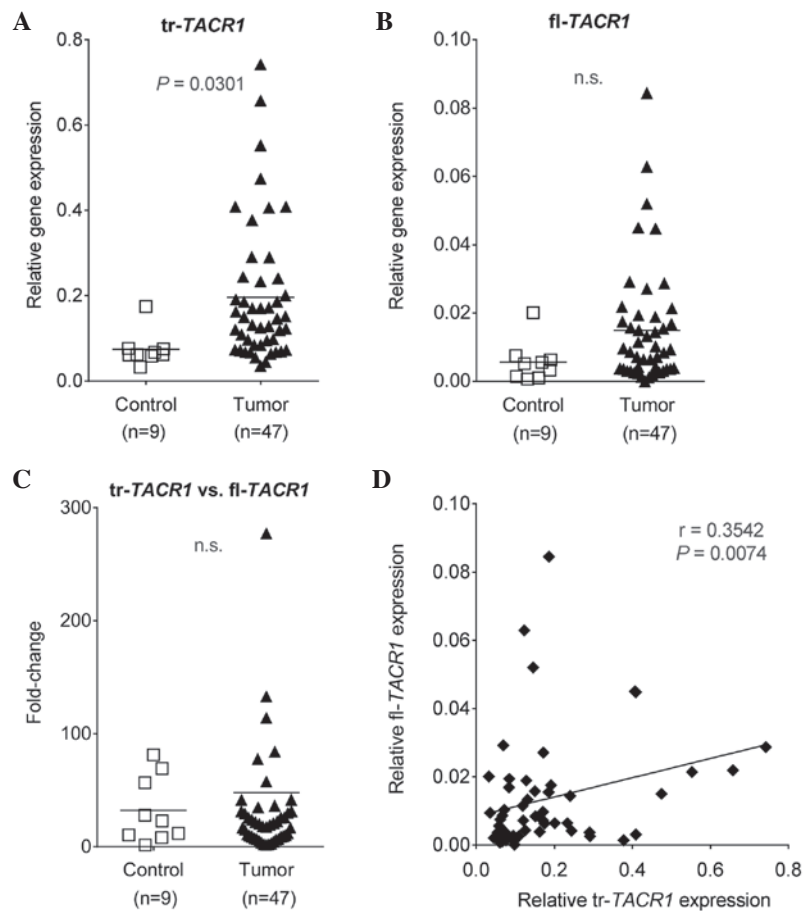 A
tr-TACR1
0.8
0.6
0.4
0.2
0.0
Relative gene expression
P = 0.0301
Control
(n=9)
Tumor
(n=47)
B
fl-TACR1
0.10
0.08
0.06
0.04
0.02
0.00
Relative gene expression
n.s.
Control
(n=9)
Tumor
(n=47)
C
tr-TACR1 vs. fl-TACR1
300
200
100
0
Fold-change
n.s.
Control
(n=9)
Tumor
(n=47)
D
0.10
0.08
0.06
0.04
0.02
0.00
Relative fl-TACR1 expression
r = 0.3542
P = 0.0074
0.0
0.2
0.4
0.6
0.8
Relative tr-TACR1 expression